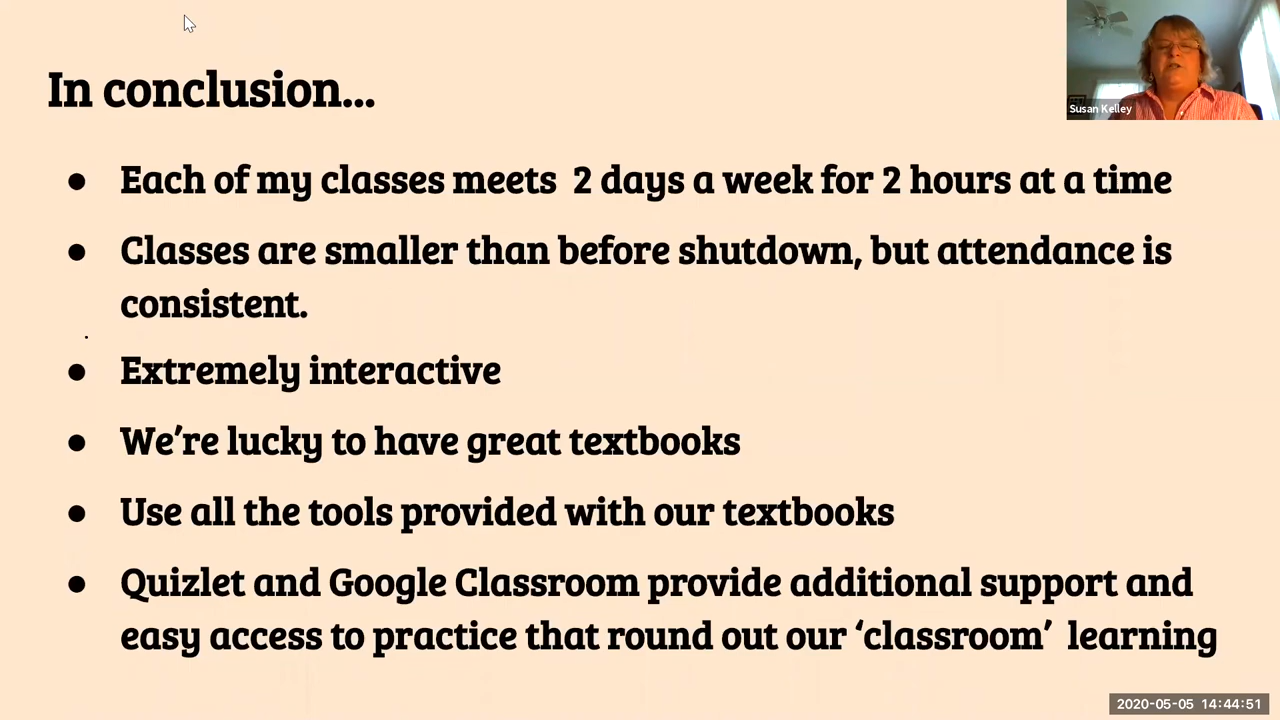 In conclusion...
Susan Kelley
● Each of my classes meets  2 days a week for 2 hours at a time
● Classes are smaller than before shutdown, but attendance is
consistent.
● Extremely interactive
● We’re lucky to have great textbooks
● Use all the tools provided with our textbooks
● Quizlet and Google Classroom provide additional support and
easy access to practice that round out our ‘classroom’  learning
2020-05-05  14:44:51